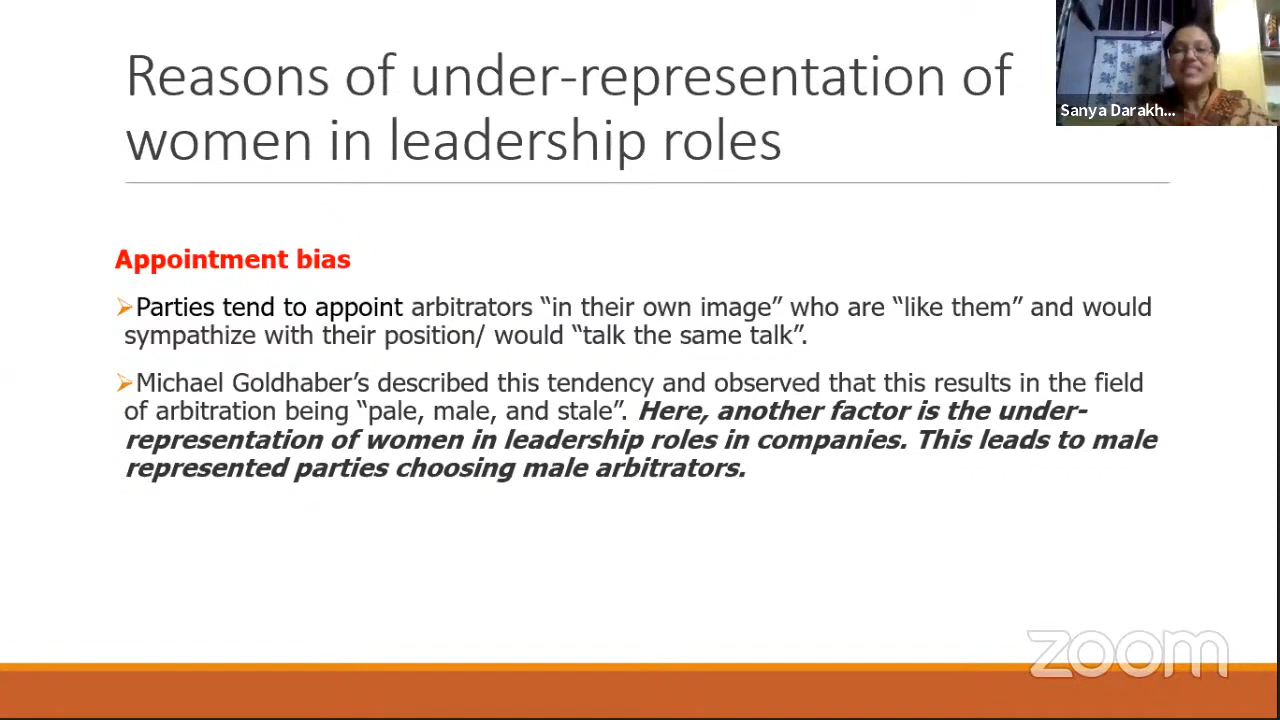 Reasons of under-representation of
women in leadership roles
Sanya Darakh...
Appointment bias
➢Parties tend to appoint arbitrators “in their own image” who are “like them” and would
sympathize with their position/ would “talk the same talk”.
➢Michael Goldhaber’s described this tendency and observed that this results in the field
of arbitration being “pale, male, and stale”. Here, another factor is the under-
representation of women in leadership roles in companies. This leads to male
represented parties choosing male arbitrators.
zoom